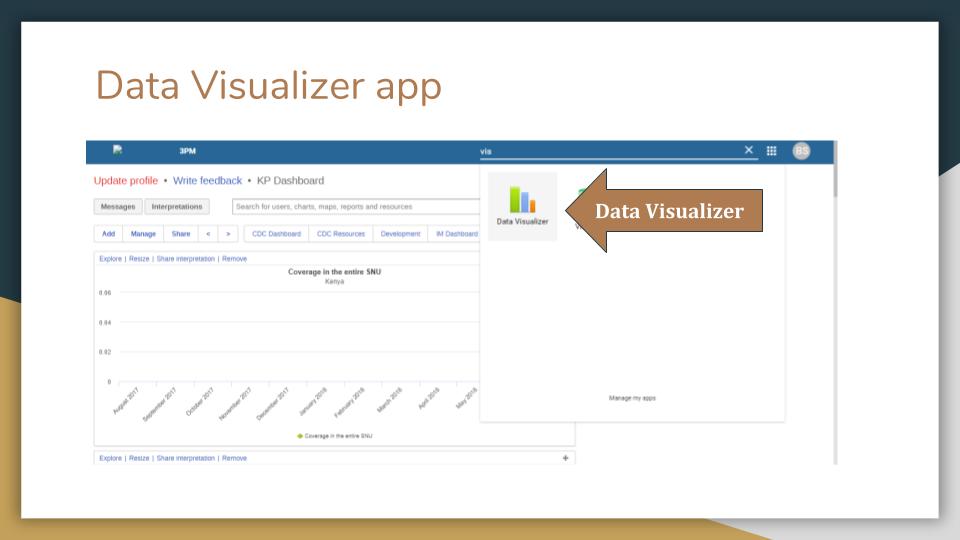 Data Visualizer app
3PM
vis
BS
Update profile • Write feedback • KP Dashboard
Messages Interpretations Search for users, charts, maps, reports and resources
Add Manage Share < > CDC Dashboard CDC Resources Development IM Dashboard
Data Visualizer
Data Visualizer
Explore | Resize | Share interpretation | Remove
Coverage in the entire SNU
Kenya
0.06
0.04
0.02
0
August 2017 September 2017 October 2017 November 2017 December 2017 January 2018 February 2018 March 2018 April 2018 May 2018
Coverage in the entire SNU
Manage my apps
Explore | Resize | Share interpretation | Remove +